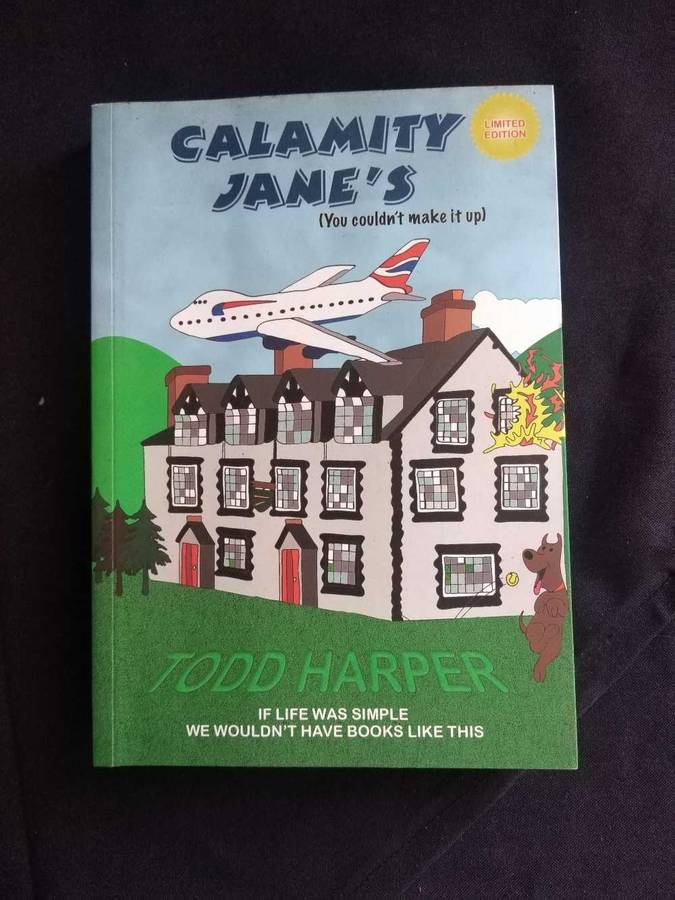 CALAMITY
JANE'S
(You couldn't make it up)
LIMITED
EDITION
TODD HARPER
IF LIFE WAS SIMPLE
WE WOULDN'T HAVE BOOKS LIKE THIS